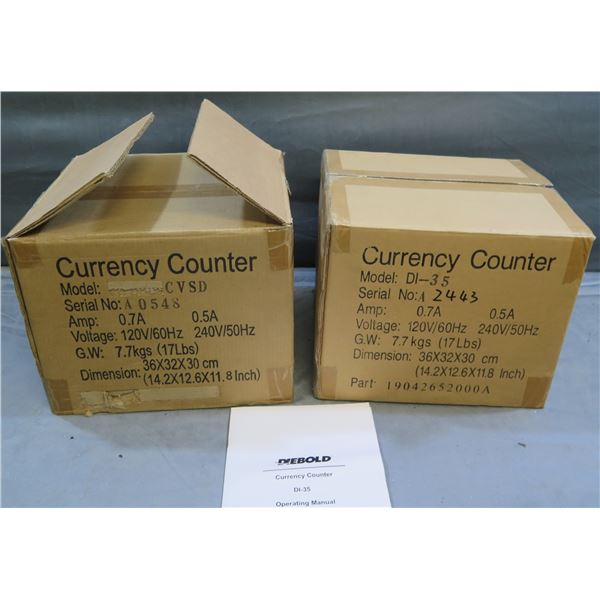 Currency Counter
Model: CVSD
Serial No: A 0548
Amp: 0.7A 0.5A
Voltage: 120V/60Hz 240V/50Hz
G.W: 7.7kgs (17Lbs)
Dimension: 36X32X30 cm
(14.2X12.6X11.8 Inch)
Currency Counter
Model: DI-35
Serial No: A 2443
Amp: 0.7A 0.5A
Voltage: 120V/60Hz 240V/50Hz
G.W: 7.7kgs (17Lbs)
Dimension: 36X32X30 cm
(14.2X12.6X11.8 Inch)
Part: 19042652000A
DIEBOLD
Currency Counter
DI-35
Operating Manual